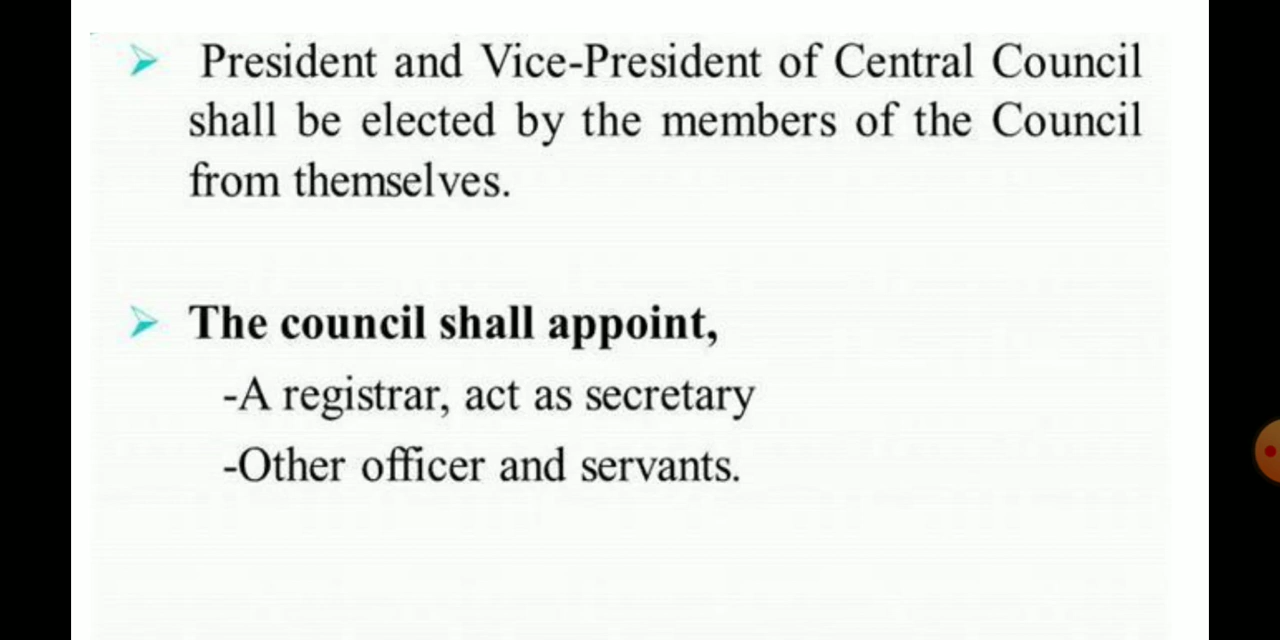 President and Vice-President of Central Council
shall be elected by the members of the Council
from themselves.
The council shall appoint,
-A registrar, act as secretary
-Other officer and servants.